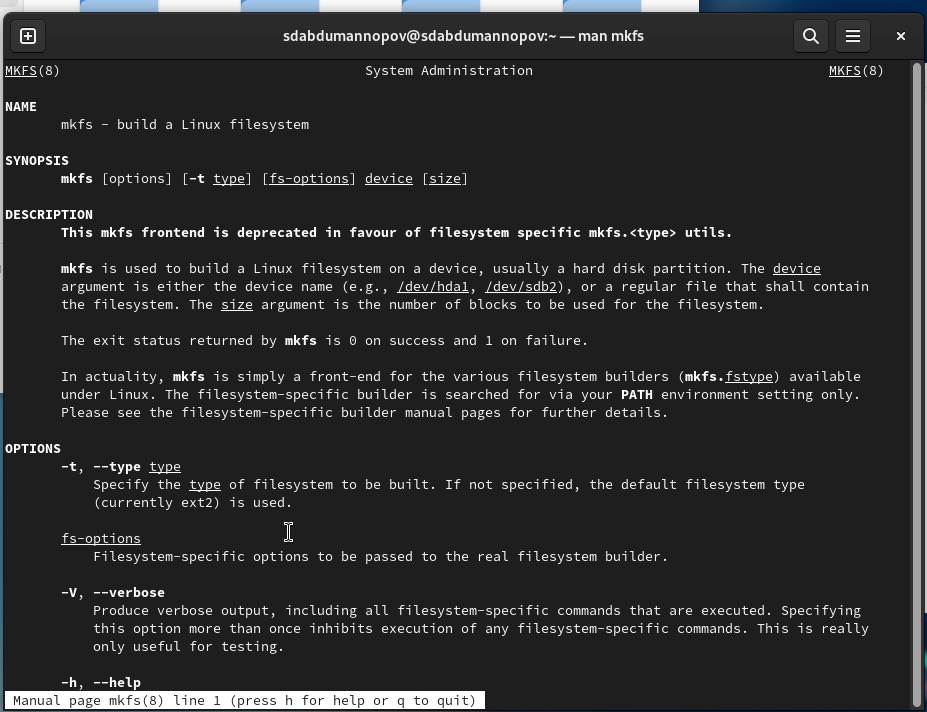 sdabdumannopov@sdabdumannopov:~ — man mkfs
MKFS(8) System Administration MKFS(8)
NAME
mkfs - build a Linux filesystem
SYNOPSIS
mkfs [options] [-t type] [fs-options] device [size]
DESCRIPTION
This mkfs frontend is deprecated in favour of filesystem specific mkfs.<type> utils.
mkfs is used to build a Linux filesystem on a device, usually a hard disk partition. The device
argument is either the device name (e.g., /dev/hda1, /dev/sdb2), or a regular file that shall contain
the filesystem. The size argument is the number of blocks to be used for the filesystem.
The exit status returned by mkfs is 0 on success and 1 on failure.
In actuality, mkfs is simply a front-end for the various filesystem builders (mkfs.fstype) available
under Linux. The filesystem-specific builder is searched for via your PATH environment setting only.
Please see the filesystem-specific builder manual pages for further details.
OPTIONS
-t, --type type
Specify the type of filesystem to be built. If not specified, the default filesystem type
(currently ext2) is used.
fs-options
Filesystem-specific options to be passed to the real filesystem builder.
-V, --verbose
Produce verbose output, including all filesystem-specific commands that are executed. Specifying
this option more than once inhibits execution of any filesystem-specific commands. This is really
only useful for testing.
-h, --help
Manual page mkfs(8) line 1 (press h for help or q to quit)